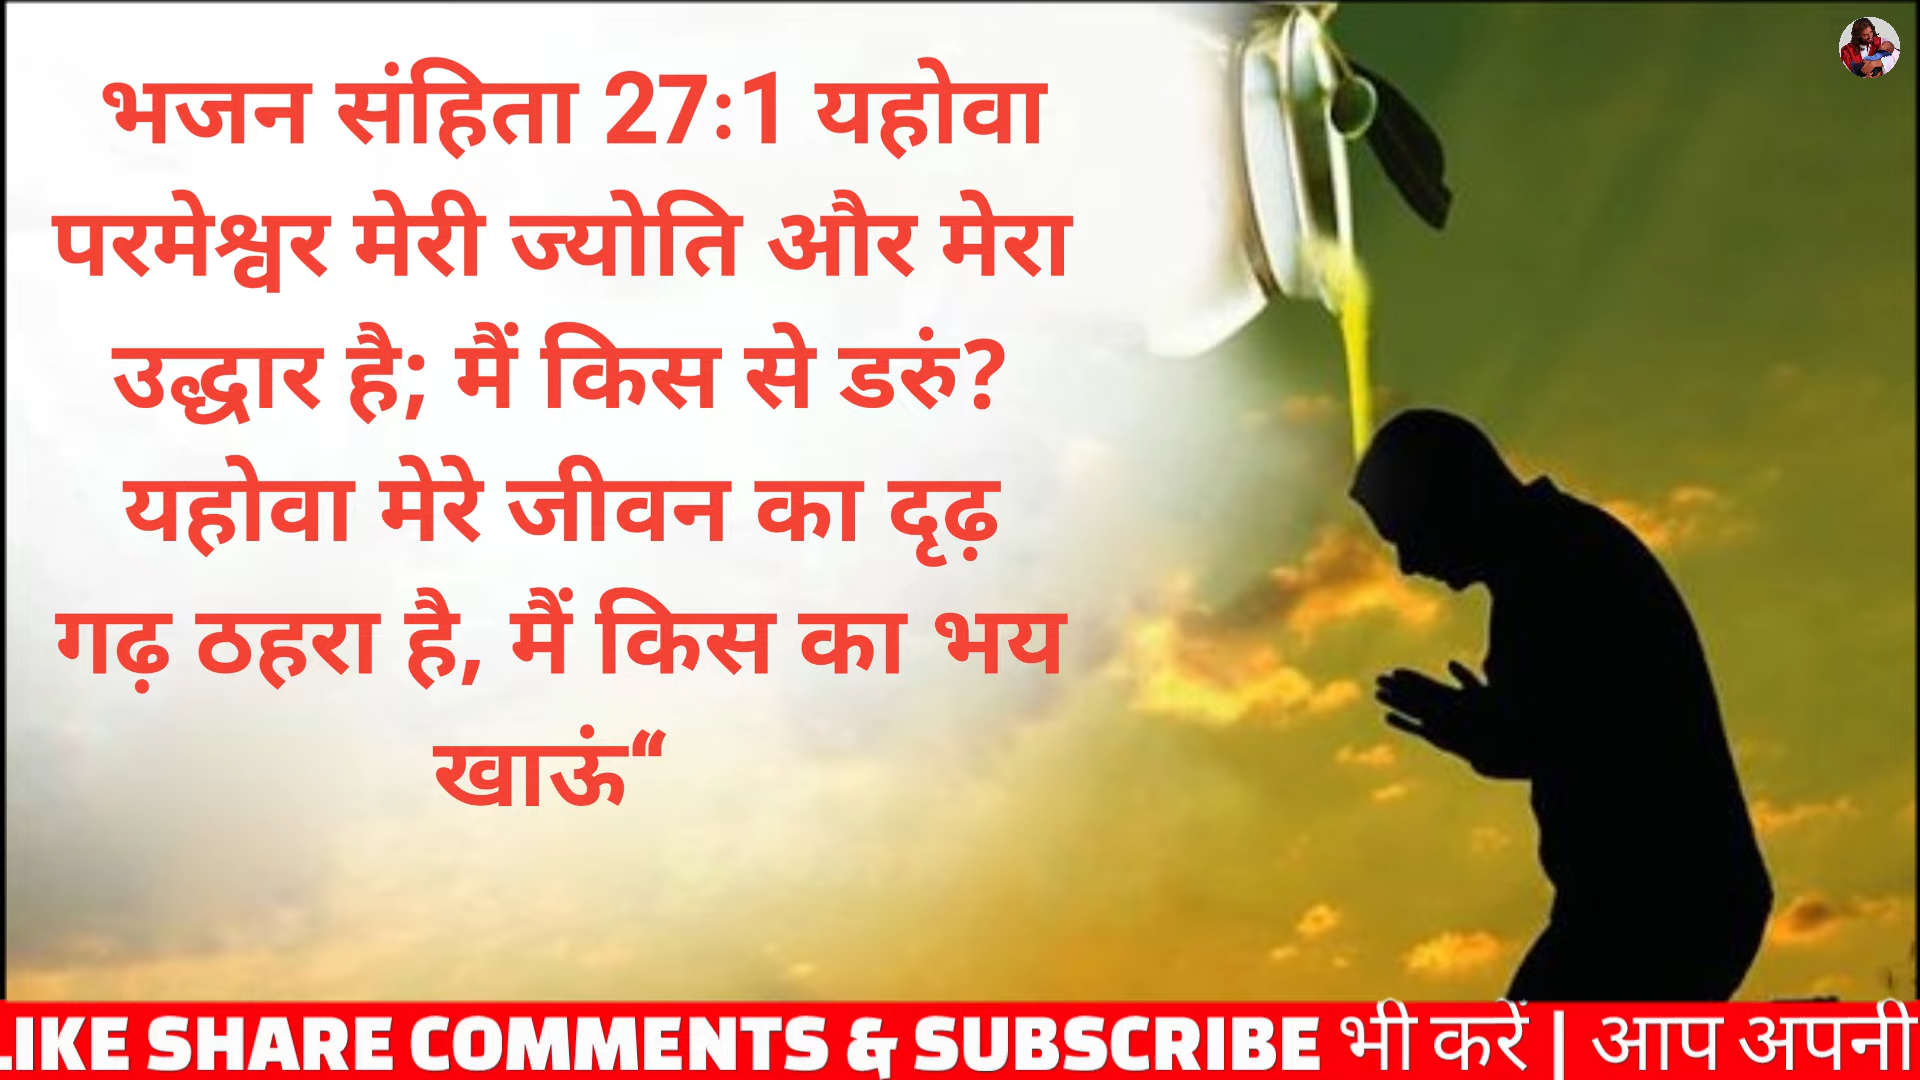 भजन संहिता 27:1 यहोवा
परमेश्वर मेरी ज्योति और मेरा
उद्धार है; मैं किस से डरुं?
यहोवा मेरे जीवन का दृढ़
गढ़ ठहरा है, मैं किस का भय
खाऊं“
LIKE SHARE COMMENTS & SUBSCRIBE भी करें | आप अपनी